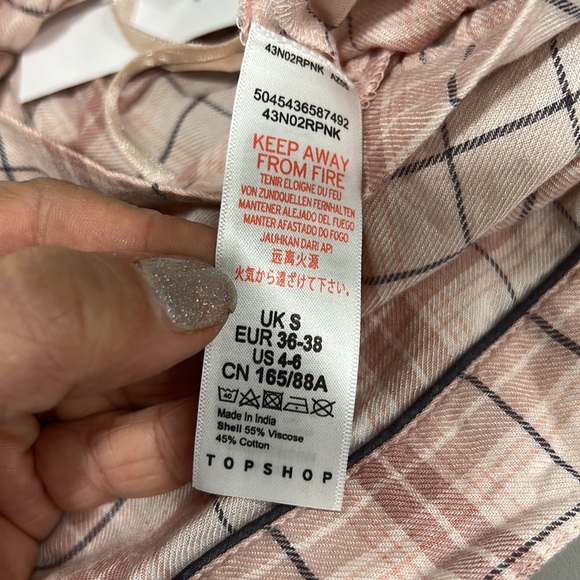 43N02RPNK
5045436587492
43N02RPNK
KEEP AWAY
FROM FIRE
TENIR ELOIGNE DU FEU
VON ZUNDQUELLEN FERNHALTEN
MANTENER ALEJADO DEL FUEGO
MANTER AFASTADO DO FOGO
JAUHKAN DARI API
远离火源
火気から遠ざけて下さい。
UK S
EUR 36-38
US 4-6
CN 165/88A
40
Made in India
Shell 55% Viscose
45% Cotton
TOPSHOP